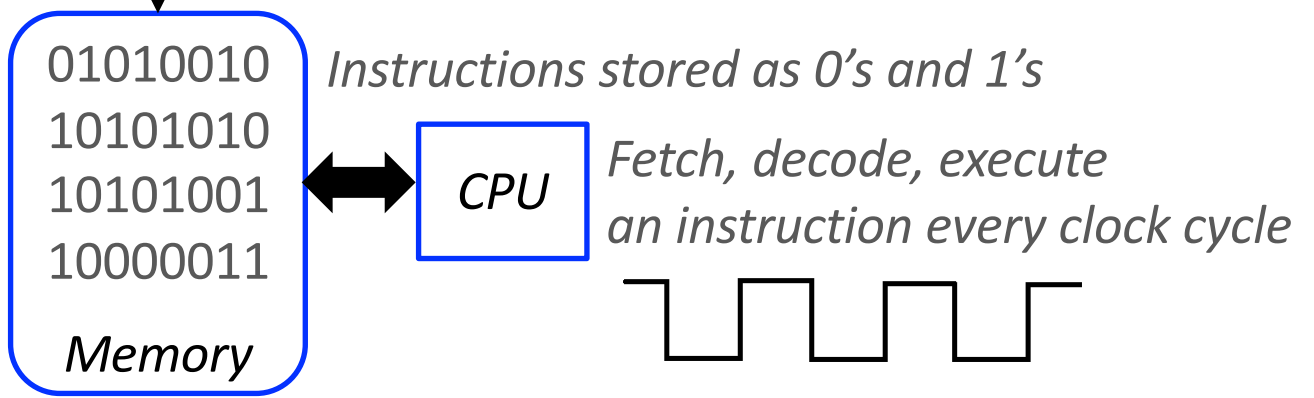 01010010
Instructions stored as 0's and 1's
10101010
10101001
10000011
Memory
CPU
Fetch, decode, execute
an instruction every clock cycle